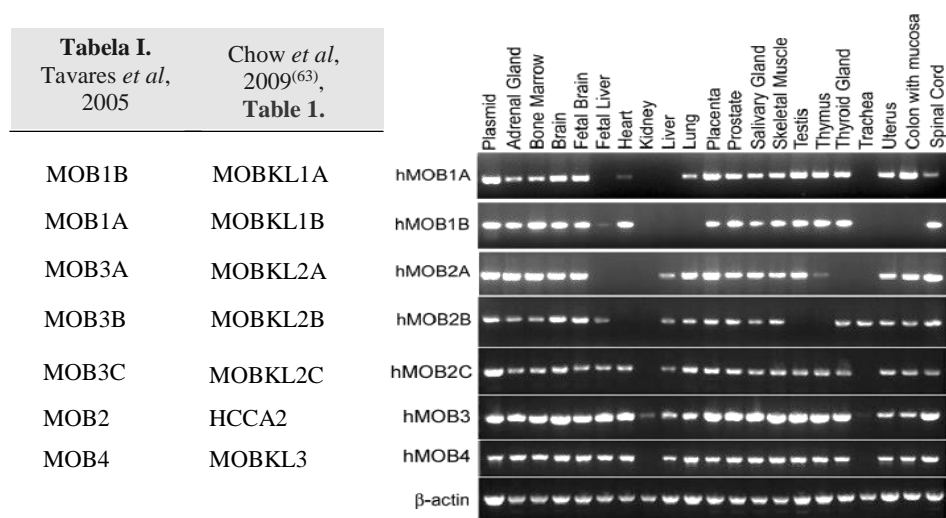 Tabela I.
Tavares et al,
2005
Chow et al,
2009(63),
Table 1.
MOB1B MOBKL1A
MOB1A MOBKL1B
MOB3A MOBKL2A
MOB3B MOBKL2B
MOB3C MOBKL2C
MOB2 HCCA2
MOB4 MOBKL3
Plasmid
Adrenal Gland
Bone Marrow
Brain
Fetal Brain
Fetal Liver
Heart
Kidney
Liver
Lung
Placenta
Prostate
Salivary Gland
Skeletal Muscle
Testis
Thymus
Thyroid Gland
Trachea
Uterus
Colon with mucosa
Spinal Cord
hMOB1A
hMOB1B
hMOB2A
hMOB2B
hMOB2C
hMOB3
hMOB4
β-actin